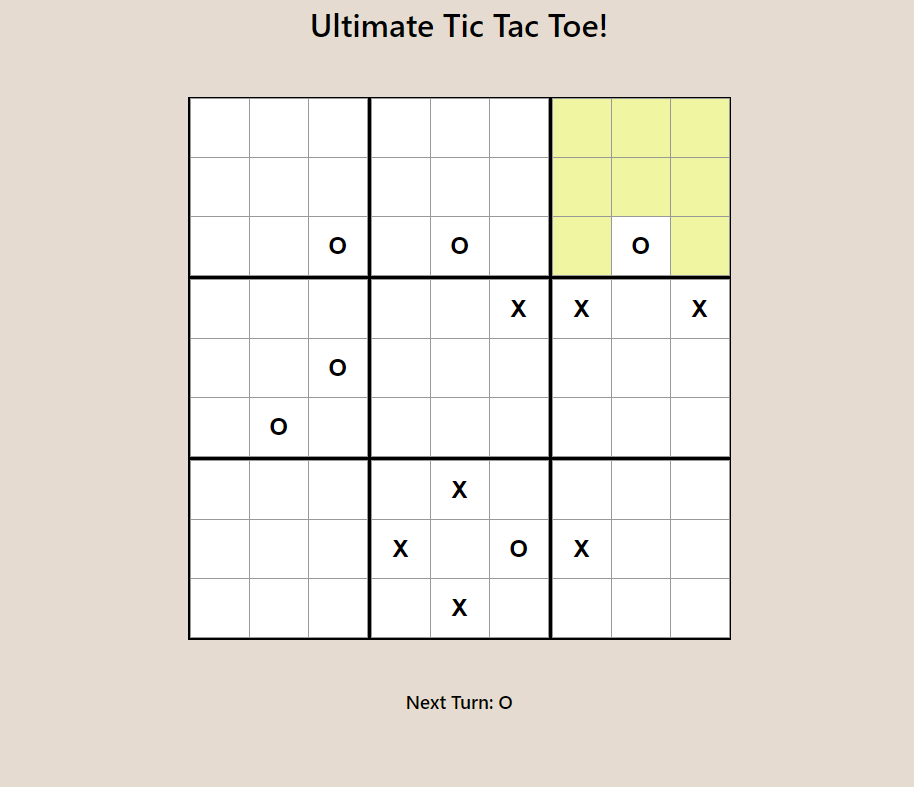 Ultimate Tic Tac Toe!
O O O
X X X
O
O
X
X O X
X
Next Turn: O